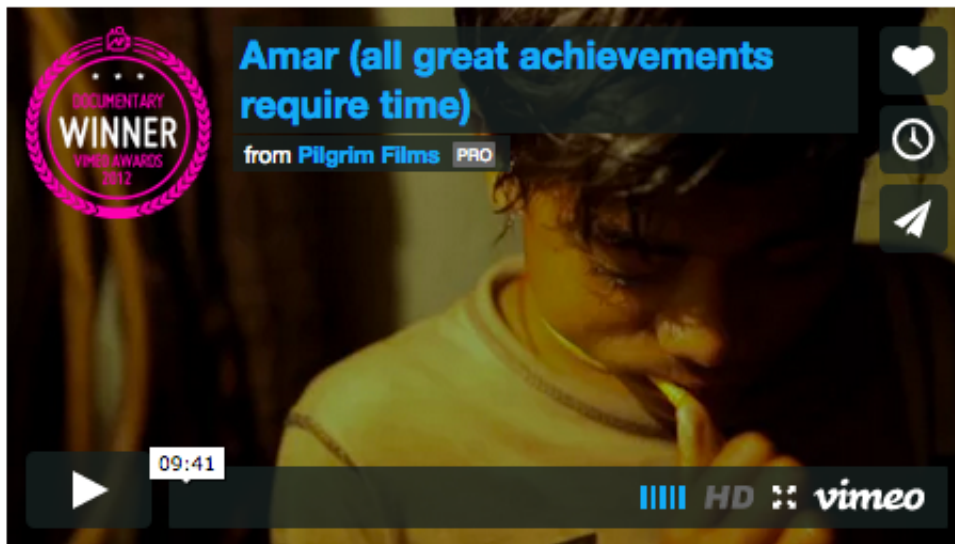 Amar (all great achievements
require time)
from Pilgrim Films PRO
DOCUMENTARY
WINNER
VIMEO AWARDS
2012
09:41
HD vimeo